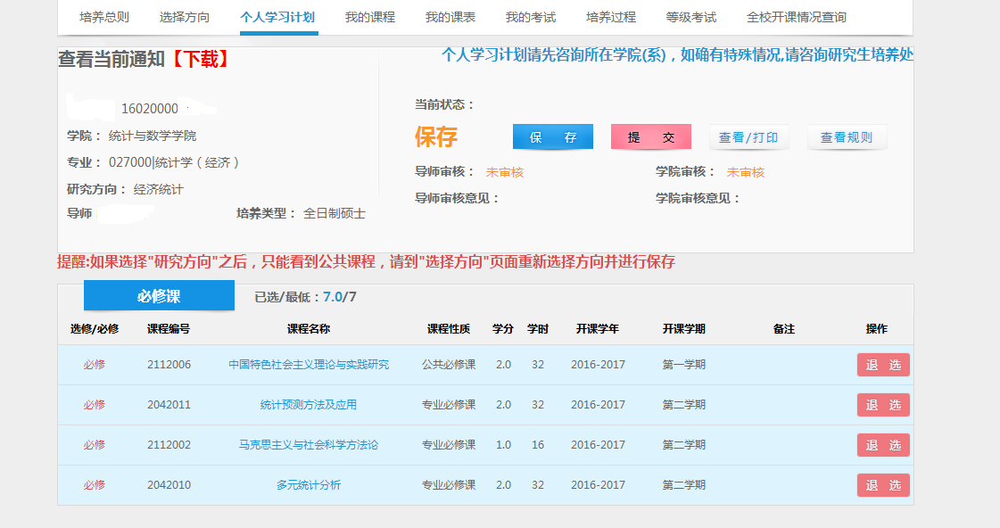 培养总则 选择方向 个人学习计划 我的课程 我的课表 我的考试 培养过程 等级考试 全校开课情况查询
查看当前通知【下载】
个人学习计划请先咨询所在学院(系)，如确有特殊情况,请咨询研究生培养处
16020000
学院： 统计与数学学院
专业： 027000|统计学（经济）
研究方向： 经济统计
导师
培养类型： 全日制硕士
当前状态：
保存 保 存 提 交 查看/打印 查看规则
导师审核： 未审核 学院审核： 未审核
导师审核意见： 学院审核意见：
提醒:如果选择"研究方向"之后，只能看到公共课程，请到"选择方向"页面重新选择方向并进行保存
必修课 已选/最低：7.0/7
选修/必修 课程编号 课程名称 课程性质 学分 学时 开课学年 开课学期 备注 操作
必修 2112006 中国特色社会主义理论与实践研究 公共必修课 2.0 32 2016-2017 第一学期 退 选
必修 2042011 统计预测方法及应用 专业必修课 2.0 32 2016-2017 第二学期 退 选
必修 2112002 马克思主义与社会科学方法论 专业必修课 1.0 16 2016-2017 第二学期 退 选
必修 2042010 多元统计分析 专业必修课 2.0 32 2016-2017 第二学期 退 选